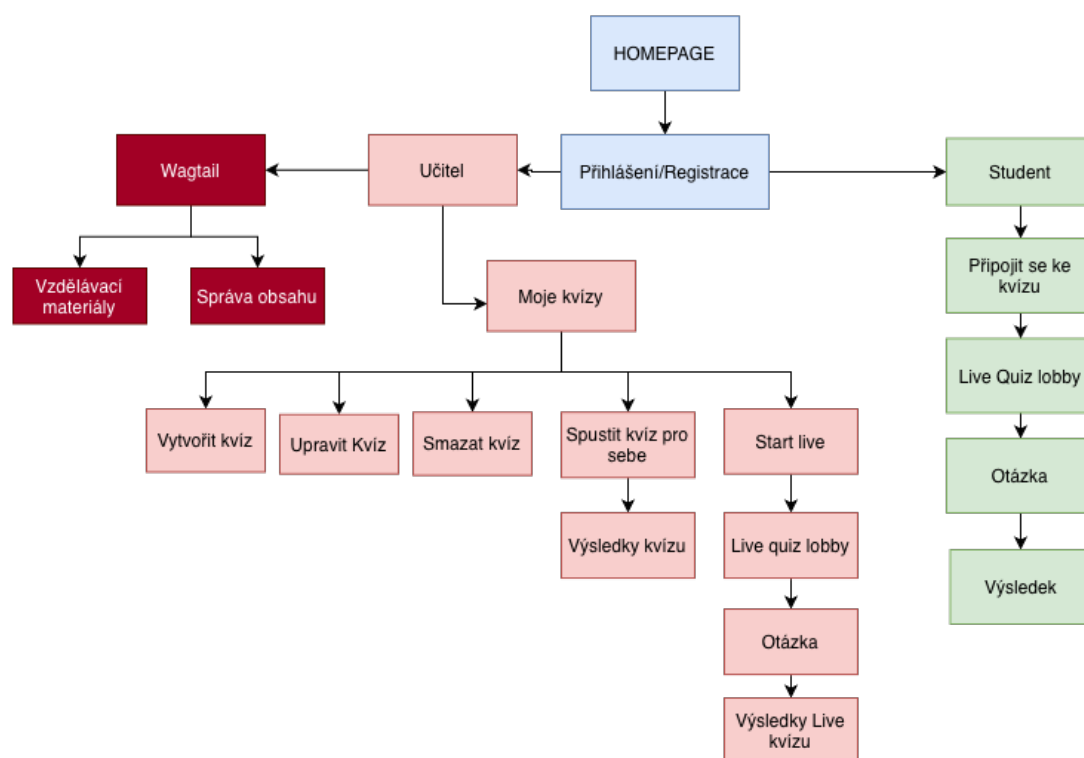 HOMEPAGE
Wagtail
Učitel
Přihlášení/Registrace
Student
Vzdělávací
materiály
Správa obsahu
Moje kvízy
Připojit se ke
kvízu
Live Quiz lobby
Vytvořit kvíz
Upravit Kvíz
Smazat kvíz
Spustit kvíz pro
sebe
Start live
Otázka
Výsledky kvízu
Live quiz lobby
Výsledek
Otázka
Výsledky Live
kvízu